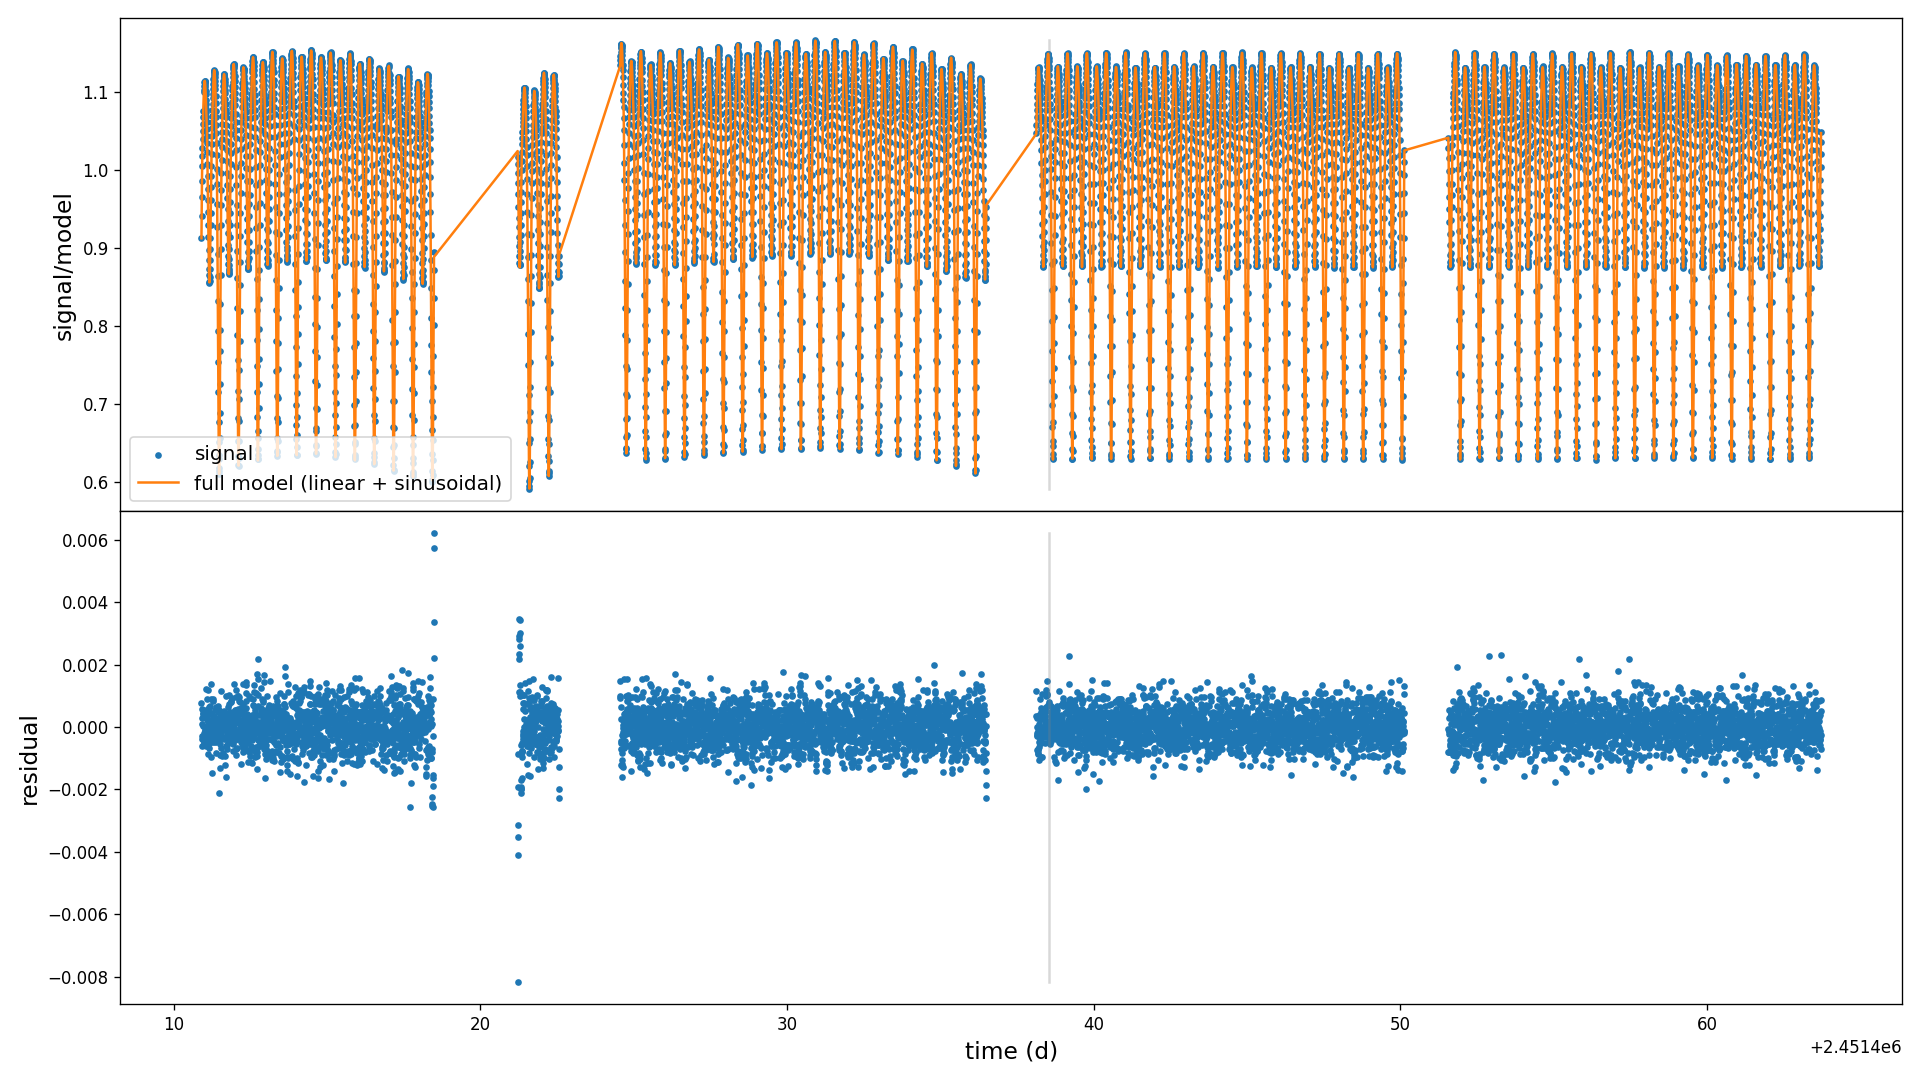 signal/model
1.1
1.0
0.9
0.8
0.7
0.6
signal
full model (linear + sinusoidal)
residual
0.006
0.004
0.002
0.000
−0.002
−0.004
−0.006
−0.008
10 20 30 40 50 60
time (d)
+2.4514e6